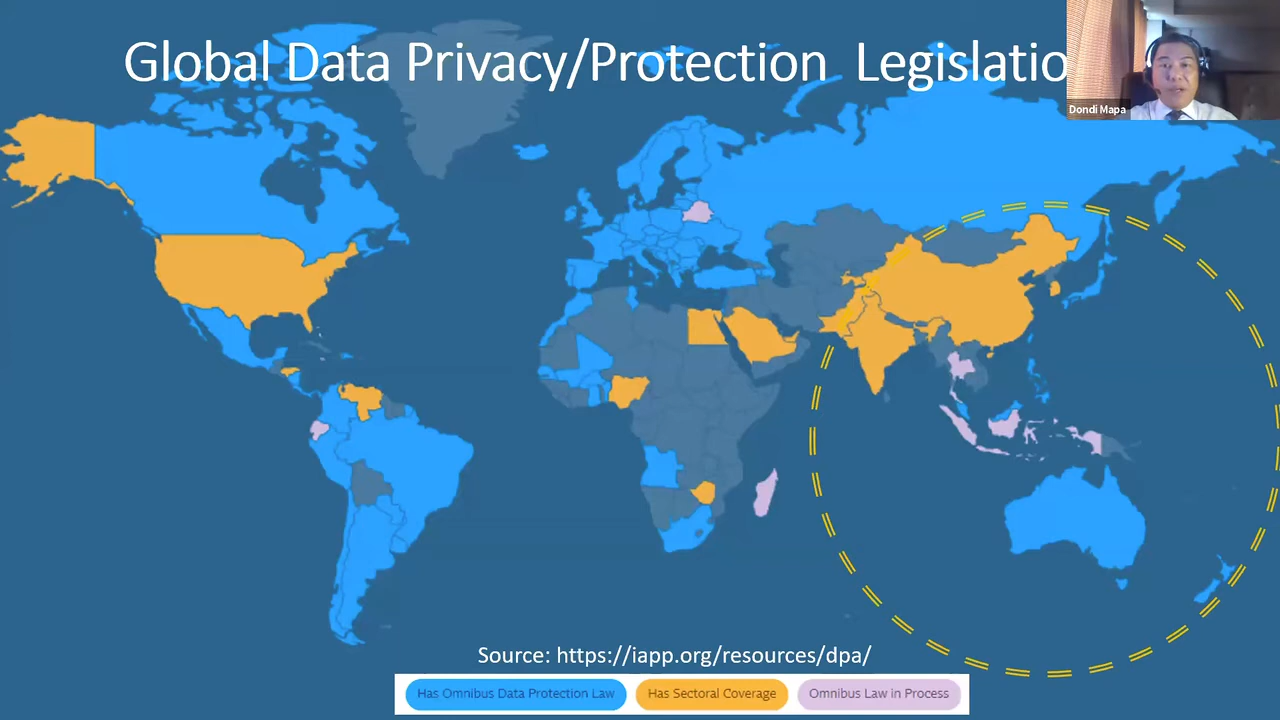 Global Data Privacy/Protection Legislatio
Dondi Mapa
Source: https://iapp.org/resources/dpa/
Has Omnibus Data Protection Law
Has Sectoral Coverage
Omnibus Law in Process